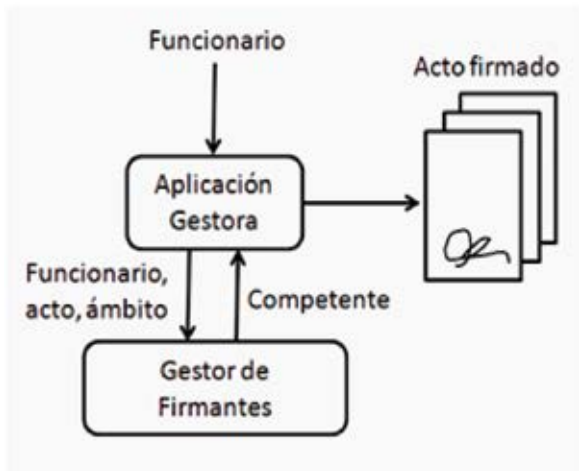 Funcionario
Acto firmado
Aplicación
Gestora
Funcionario,
acto, ámbito
Competente
Gestor de
Firmantes